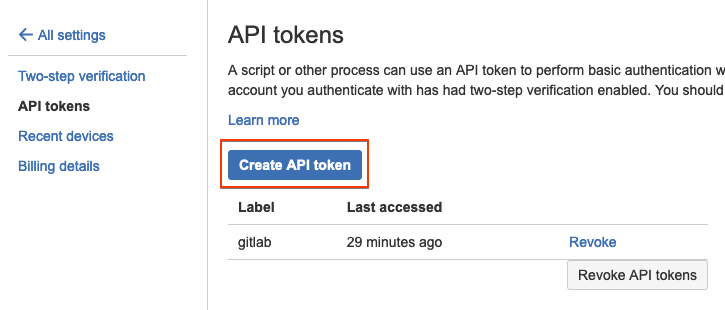 All settings
Two-step verification
API tokens
Recent devices
Billing details
API tokens
A script or other process can use an API token to perform basic authentication w
account you authenticate with has had two-step verification enabled. You should
Learn more
Create API token
Label Last accessed
gitlab 29 minutes ago Revoke
Revoke API tokens